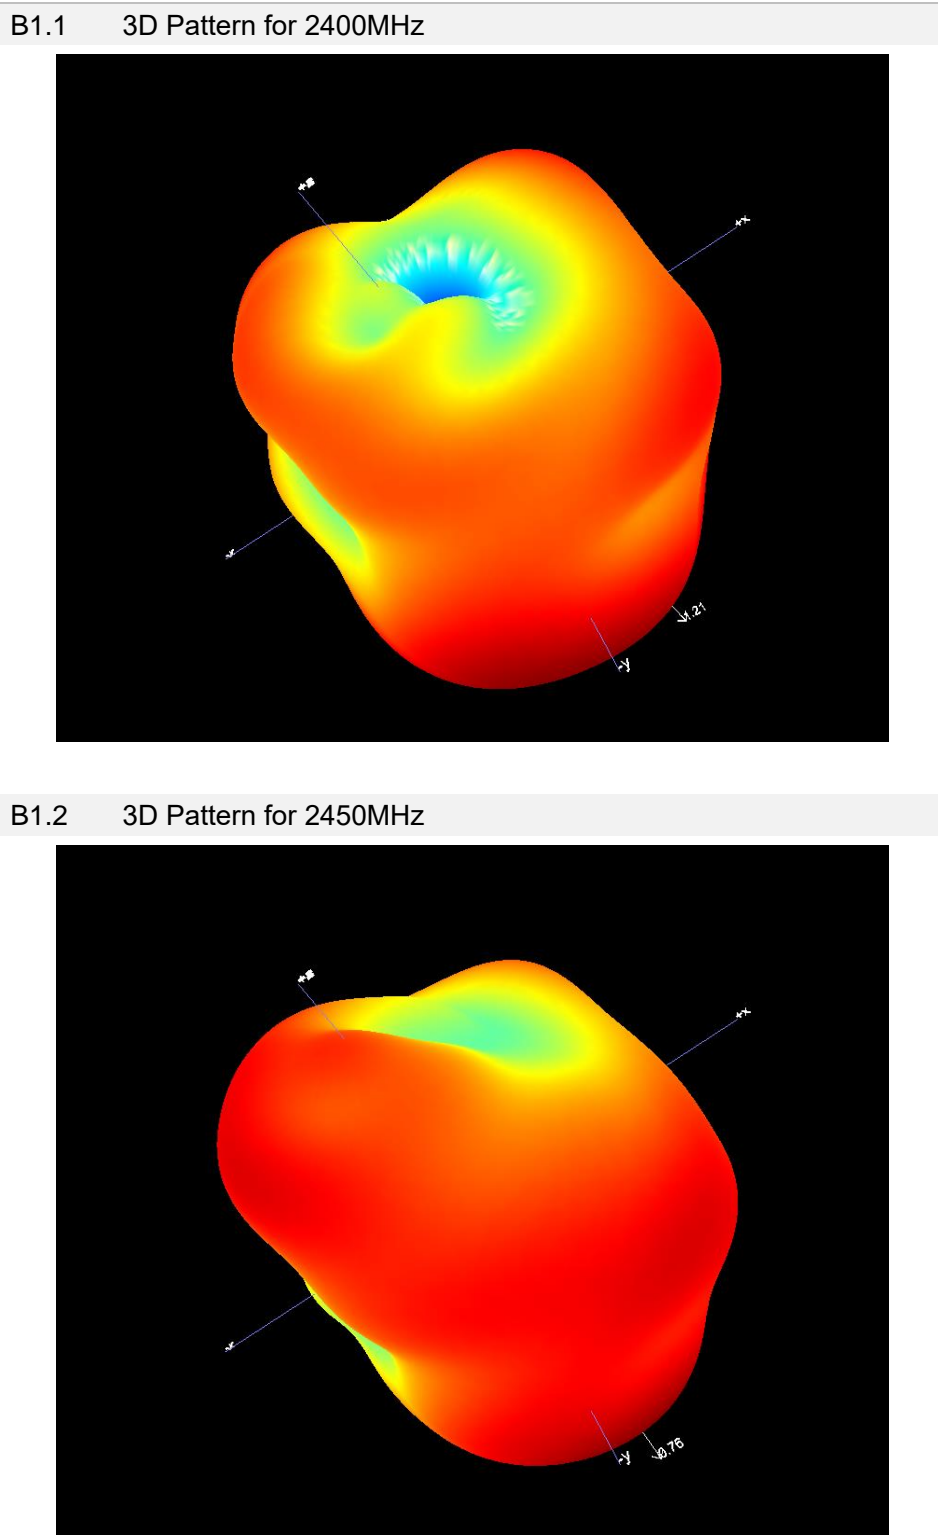 B1.1 3D Pattern for 2400MHz
+x
-x
1.21
-y
B1.2 3D Pattern for 2450MHz
+x
-x
0.76
-y